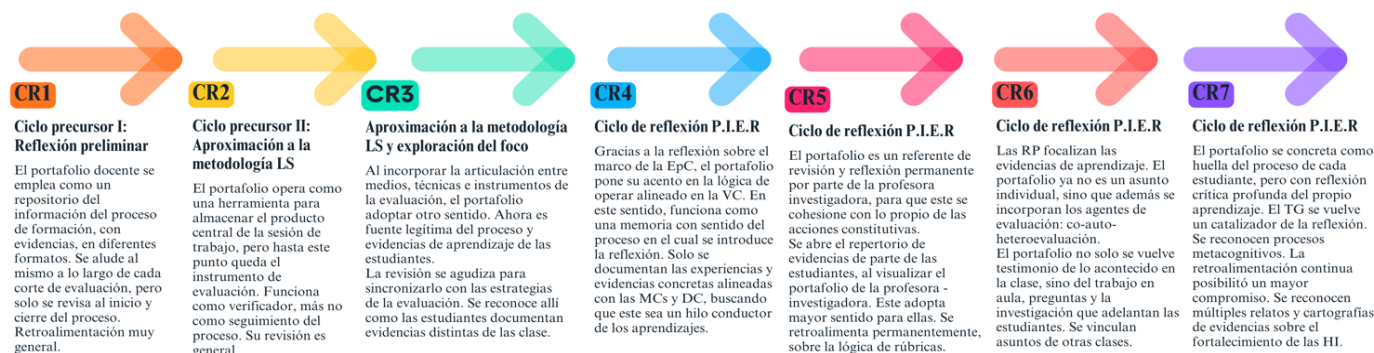 CR1
Ciclo precursor I:
Reflexión preliminar
El portafolio docente se
emplea como un
repositorio del
información del proceso
de formación, con
evidencias, en diferentes
formatos. Se alude al
mismo a lo largo de cada
corte de evaluación, pero
solo se revisa al inicio y
cierre del proceso.
Retroalimentación muy
general.
CR2
Ciclo precursor II:
Aproximación a la
metodología LS
El portafolio opera como
una herramienta para
almacenar el producto
central de la sesión de
trabajo, pero hasta este
punto queda el
instrumento de
evaluación. Funciona
como verificador, más no
como seguimiento del
proceso. Su revisión es
general
CR3
Aproximación a la metodología
LS y exploración del foco
Al incorporar la articulación entre
medios, técnicas e instrumentos de
la evaluación, el portafolio
adoptar otro sentido. Ahora es
fuente legítima del proceso y
evidencias de aprendizaje de las
estudiantes.
La revisión se agudiza para
sincronizarlo con las estrategias
de la evaluación. Se reconoce allí
como las estudiantes documentan
evidencias distintas de las clase.
CR4
Ciclo de reflexión P.I.E.R
Gracias a la reflexión sobre el
marco de la EpC, el portafolio
pone su acento en la lógica de
operar alineado en la VC. En
este sentido, funciona como
una memoria con sentido del
proceso en el cual se introduce
la reflexión. Solo se
documentan las experiencias y
evidencias concretas alineadas
con las MCs y DC, buscando
que este sea un hilo conductor
de los aprendizajes.
CR5
Ciclo de reflexión P.I.E.R
El portafolio es un referente de
revisión y reflexión permanente
por parte de la profesora
investigadora, para que este se
cohesione con lo propio de las
acciones constitutivas.
Se abre el repertorio de
evidencias de parte de las
estudiantes, al visualizar el
portafolio de la profesora -
investigadora. Este adopta
mayor sentido para ellas. Se
retroalimenta permanentemente,
sobre la lógica de rúbricas.
CR6
Ciclo de reflexión P.I.E.R
Las RP focalizan las
evidencias de aprendizaje. El
portafolio ya no es un asunto
individual, sino que además se
incorporan los agentes de
evaluación: co-auto-
heteroevaluación.
El portafolio no solo se vuelve
testimonio de lo acontecido en
la clase, sino del trabajo en
aula, preguntas y la
investigación que adelantan las
estudiantes. Se vinculan
asuntos de otras clases.
CR7
Ciclo de reflexión P.I.E.R
El portafolio se concreta como
huella del proceso de cada
estudiante, pero con reflexión
crítica profunda del propio
aprendizaje. El TG se vuelve
un catalizador de la reflexión.
Se reconocen procesos
metacognitivos. La
retroalimentación continua
posibilitó un mayor
compromiso. Se reconocen
múltiples relatos y cartografías
de evidencias sobre el
fortalecimiento de las HI.